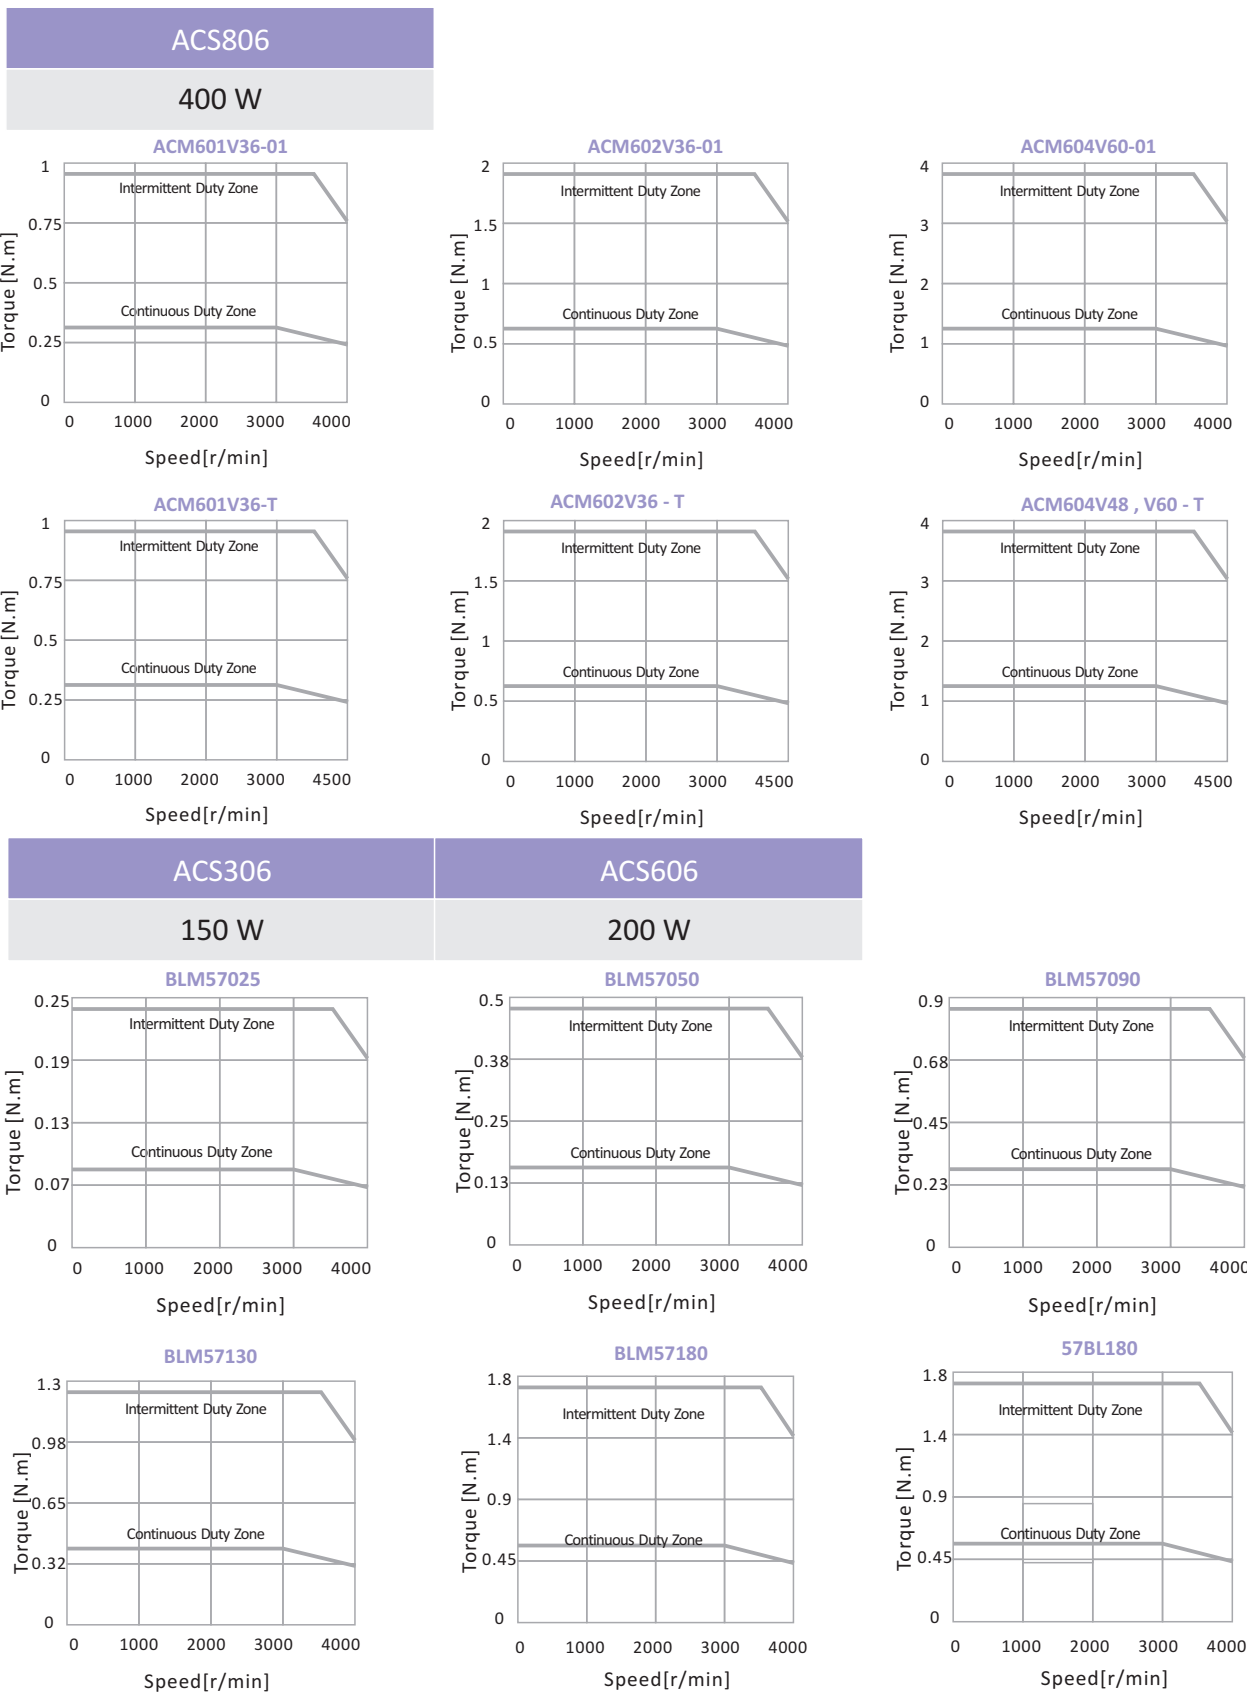 ACS806
400 W
ACM601V36-01
1
0.75
0.5
0.25
0
Torque [N.m]
Intermittent Duty Zone
Continuous Duty Zone
0 1000 2000 3000 4000
Speed[r/min]
ACM602V36-01
2
1.5
1
0.5
0
Torque [N.m]
Intermittent Duty Zone
Continuous Duty Zone
0 1000 2000 3000 4000
Speed[r/min]
ACM604V60-01
4
3
2
1
0
Torque [N.m]
Intermittent Duty Zone
Continuous Duty Zone
0 1000 2000 3000 4000
Speed[r/min]
ACM601V36-T
1
0.75
0.5
0.25
0
Torque [N.m]
Intermittent Duty Zone
Continuous Duty Zone
0 1000 2000 3000 4500
Speed[r/min]
ACM602V36 - T
2
1.5
1
0.5
0
Torque [N.m]
Intermittent Duty Zone
Continuous Duty Zone
0 1000 2000 3000 4500
Speed[r/min]
ACM604V48 , V60 - T
4
3
2
1
0
Torque [N.m]
Intermittent Duty Zone
Continuous Duty Zone
0 1000 2000 3000 4500
Speed[r/min]
ACS306 ACS606
150 W 200 W
BLM57025
0.25
0.19
0.13
0.07
0
Torque [N.m]
Intermittent Duty Zone
Continuous Duty Zone
0 1000 2000 3000 4000
Speed[r/min]
BLM57050
0.5
0.38
0.25
0.13
0
Torque [N.m]
Intermittent Duty Zone
Continuous Duty Zone
0 1000 2000 3000 4000
Speed[r/min]
BLM57090
0.9
0.68
0.45
0.23
0
Torque [N.m]
Intermittent Duty Zone
Continuous Duty Zone
0 1000 2000 3000 4000
Speed[r/min]
BLM57130
1.3
0.98
0.65
0.32
0
Torque [N.m]
Intermittent Duty Zone
Continuous Duty Zone
0 1000 2000 3000 4000
Speed[r/min]
BLM57180
1.8
1.4
0.9
0.45
0
Torque [N.m]
Intermittent Duty Zone
Continuous Duty Zone
0 1000 2000 3000 4000
Speed[r/min]
57BL180
1.8
1.4
0.9
0.45
0
Torque [N.m]
Intermittent Duty Zone
Continuous Duty Zone
0 1000 2000 3000 4000
Speed[r/min]